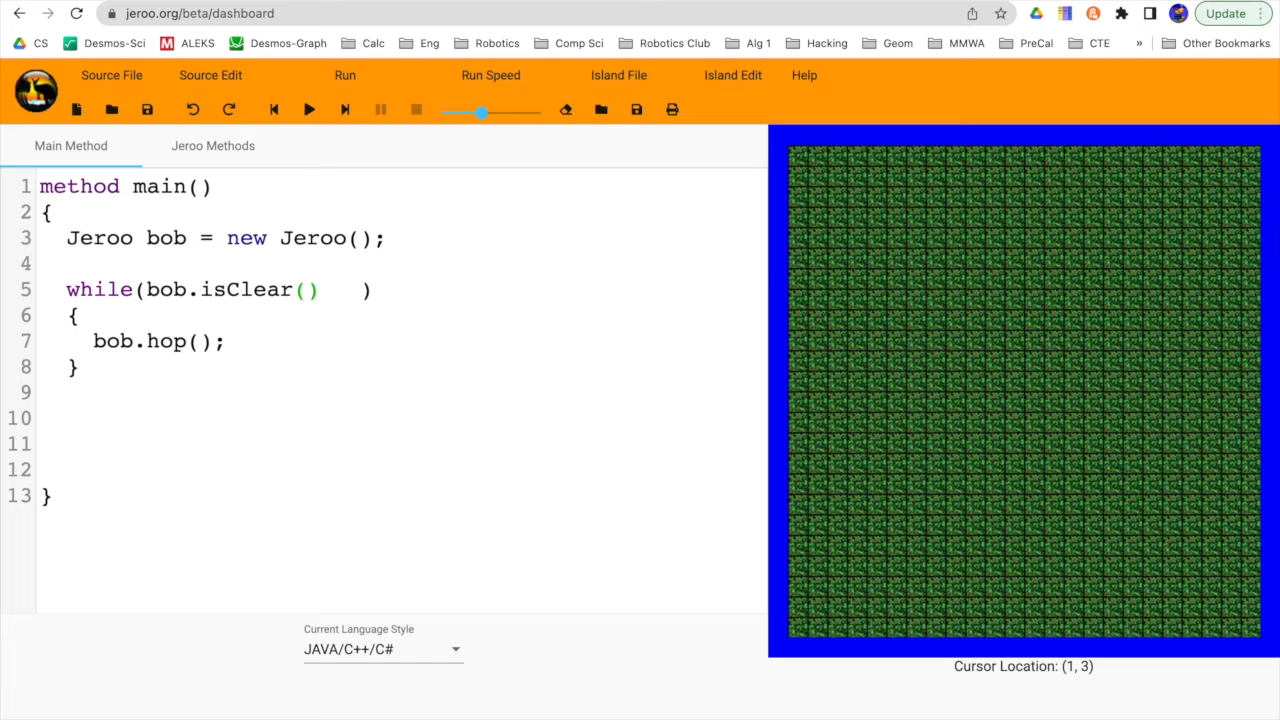 jeroo.org/beta/dashboard
Update
CS Desmos-Sci ALEKS Desmos-Graph Calc Eng Robotics Comp Sci Robotics Club Alg 1 Hacking Geom MMWA PreCal CTE » Other Bookmarks
Source File Source Edit Run Run Speed Island File Island Edit Help
Main Method Jeroo Methods
1 method main()
2 {
3 Jeroo bob = new Jeroo();
4
5 while(bob.isClear() )
6 {
7 bob.hop();
8 }
9
10
11
12
13 }
Current Language Style
JAVA/C++/C#
Cursor Location: (1, 3)